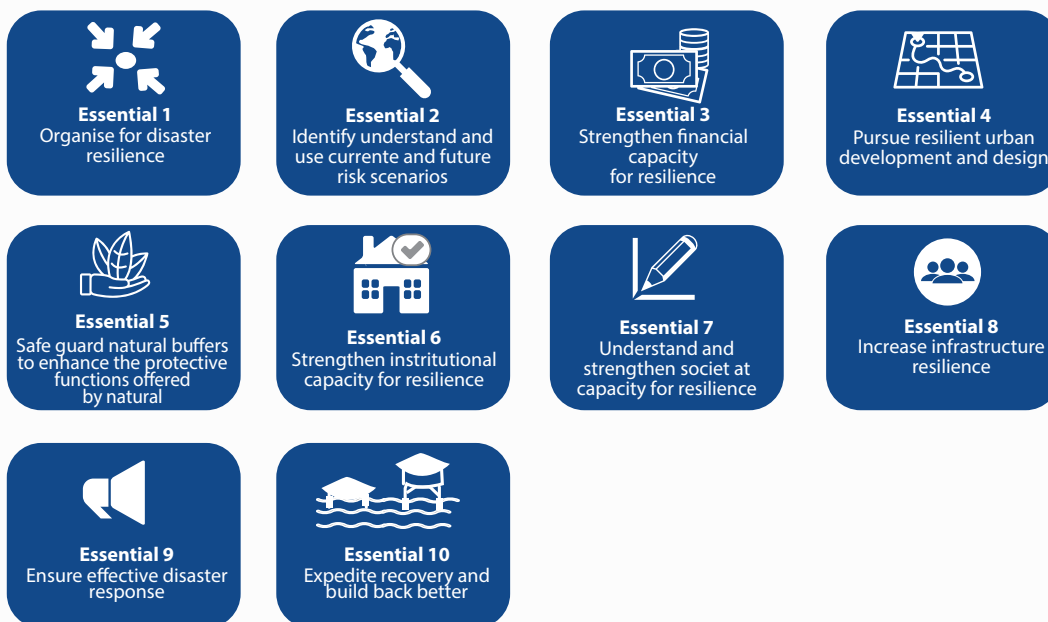 Essential 1
Organise for disaster
resilience
Essential 2
Identify understand and
use currente and future
risk scenarios
Essential 3
Strengthen financial
capacity
for resilience
Essential 4
Pursue resilient urban
development and design
Essential 5
Safe guard natural buffers
to enhance the protective
functions offered
by natural
Essential 6
Strengthen instritutional
capacity for resilience
Essential 7
Understand and
strengthen societ at
capacity for resilience
Essential 8
Increase infrastructure
resilience
Essential 9
Ensure effective disaster
response
Essential 10
Expedite recovery and
build back better